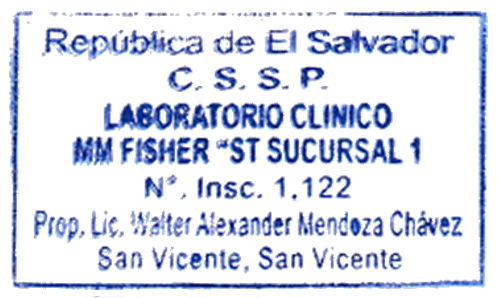 República de El Salvador
C. S. S. P.
LABORATORIO CLINICO
MM FISHER "ST SUCURSAL 1
N°. Insc. 1,122
Prop. Lic. Walter Alexander Mendoza Chávez
San Vicente, San Vicente